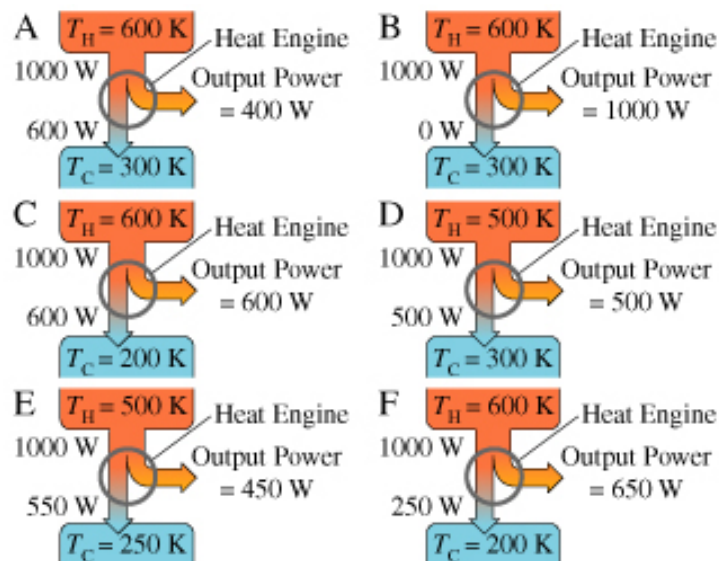 A
T_H = 600 K
Heat Engine
1000 W
Output Power
= 400 W
600 W
T_C = 300 K
B
T_H = 600 K
Heat Engine
1000 W
Output Power
= 1000 W
0 W
T_C = 300 K
C
T_H = 600 K
Heat Engine
1000 W
Output Power
= 600 W
600 W
T_C = 200 K
D
T_H = 500 K
Heat Engine
1000 W
Output Power
= 500 W
500 W
T_C = 300 K
E
T_H = 500 K
Heat Engine
1000 W
Output Power
= 450 W
550 W
T_C = 250 K
F
T_H = 600 K
Heat Engine
1000 W
Output Power
= 650 W
250 W
T_C = 200 K